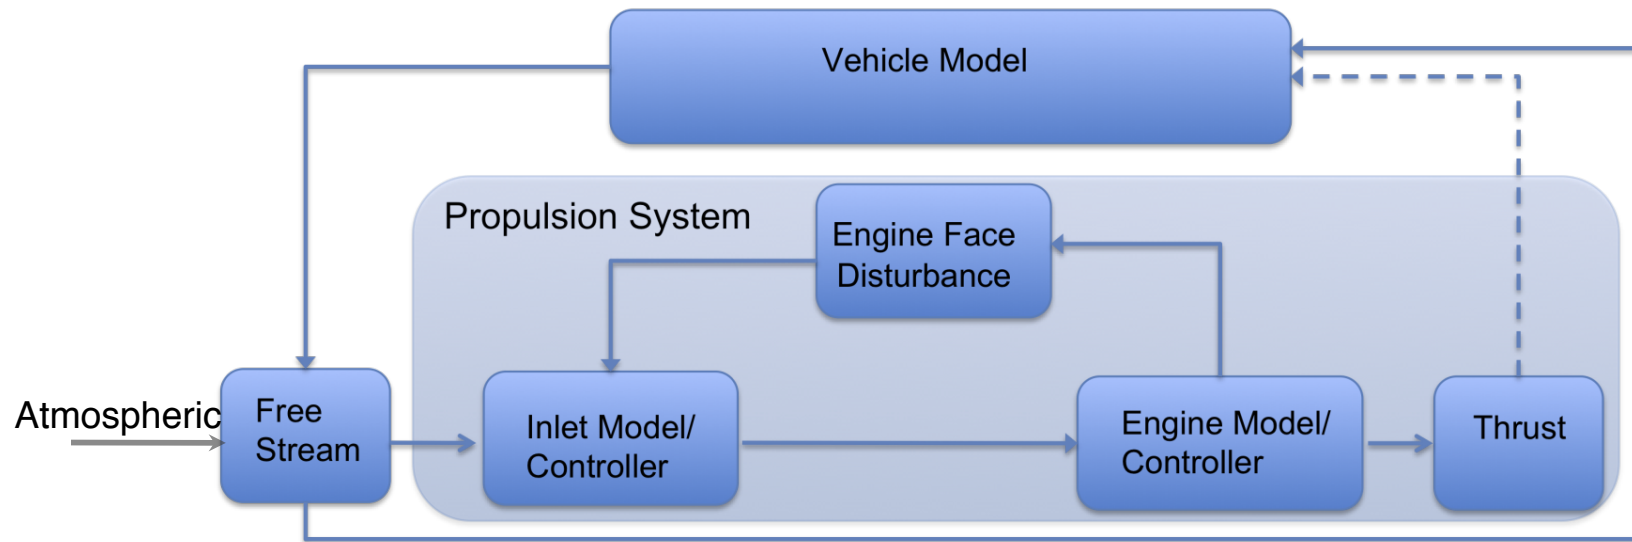 Vehicle Model
Propulsion System
Engine Face
Disturbance
Atmospheric
Free
Stream
Inlet Model/
Controller
Engine Model/
Controller
Thrust